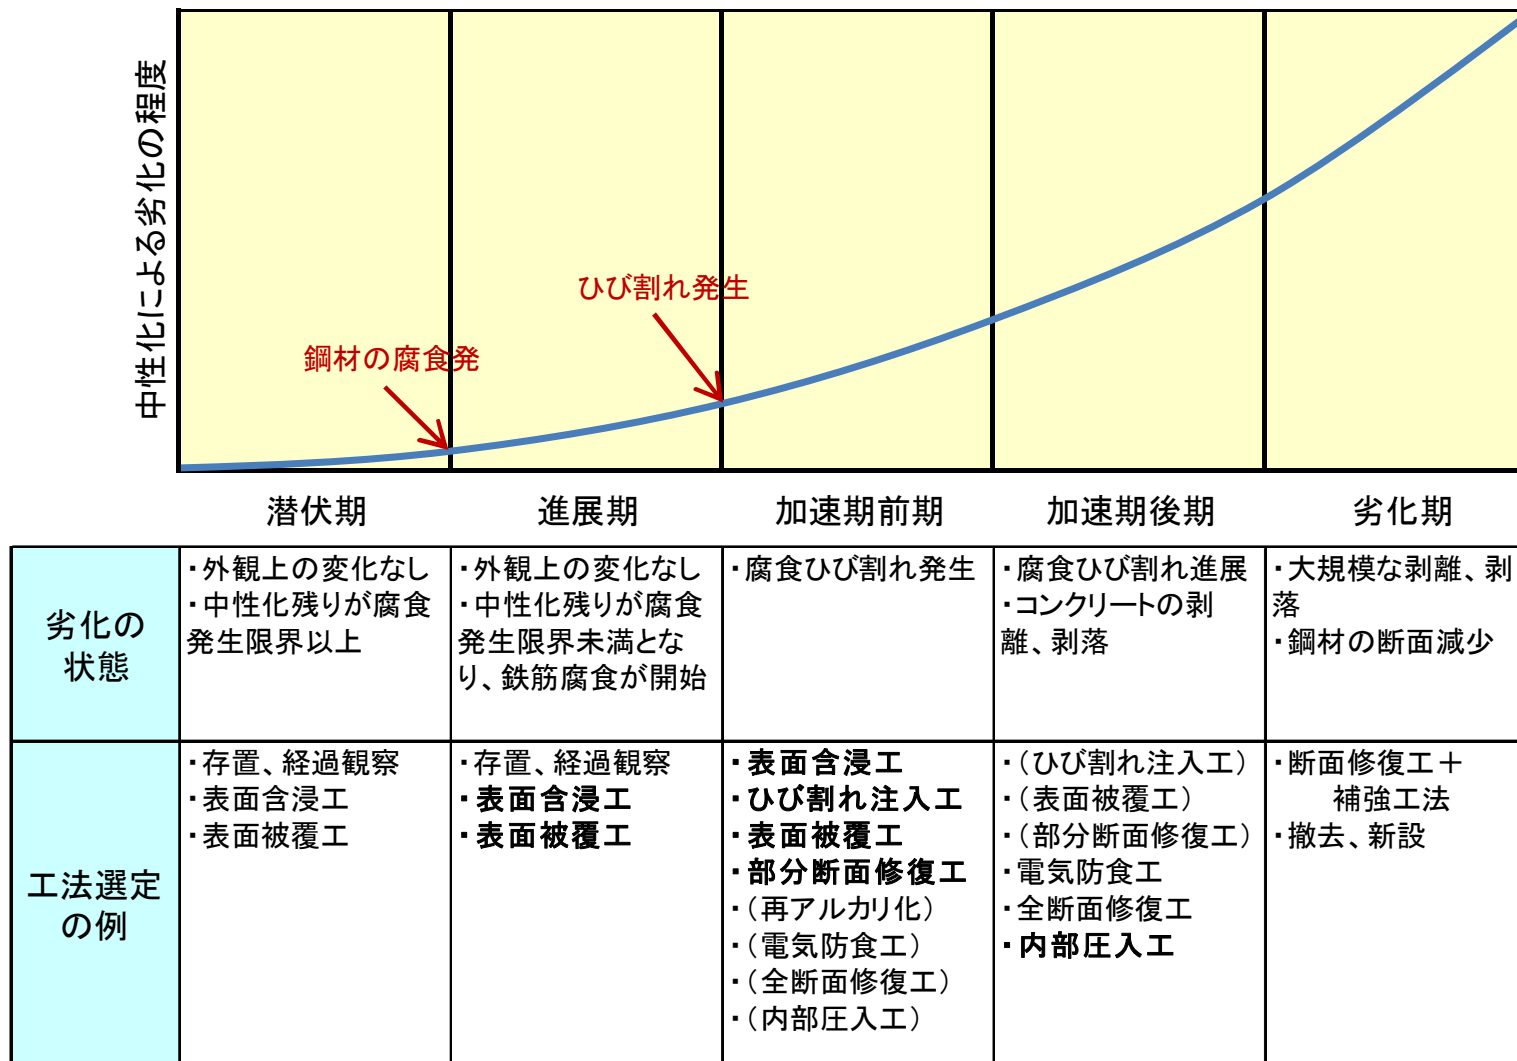 中性化による劣化の程度
ひび割れ発生
鋼材の腐食発
潜伏期
進展期
加速期前期
加速期後期
劣化期
劣化の
状態
・外観上の変化なし
・中性化残りが腐食
発生限界以上
・外観上の変化なし
・中性化残りが腐食
発生限界未満とな
り、鉄筋腐食が開始
・腐食ひび割れ発生
・腐食ひび割れ進展
・コンクリートの剥
離、剥落
・大規模な剥離、剥
落
・鋼材の断面減少
工法選定
の例
・存置、経過観察
・表面含浸工
・表面被覆工
・存置、経過観察
・表面含浸工
・表面被覆工
・表面含浸工
・ひび割れ注入工
・表面被覆工
・部分断面修復工
・（再アルカリ化）
・（電気防食工）
・（全断面修復工）
・（内部圧入工）
・（ひび割れ注入工）
・（表面被覆工）
・（部分断面修復工）
・電気防食工
・全断面修復工
・内部圧入工
・断面修復工＋
補強工法
・撤去、新設